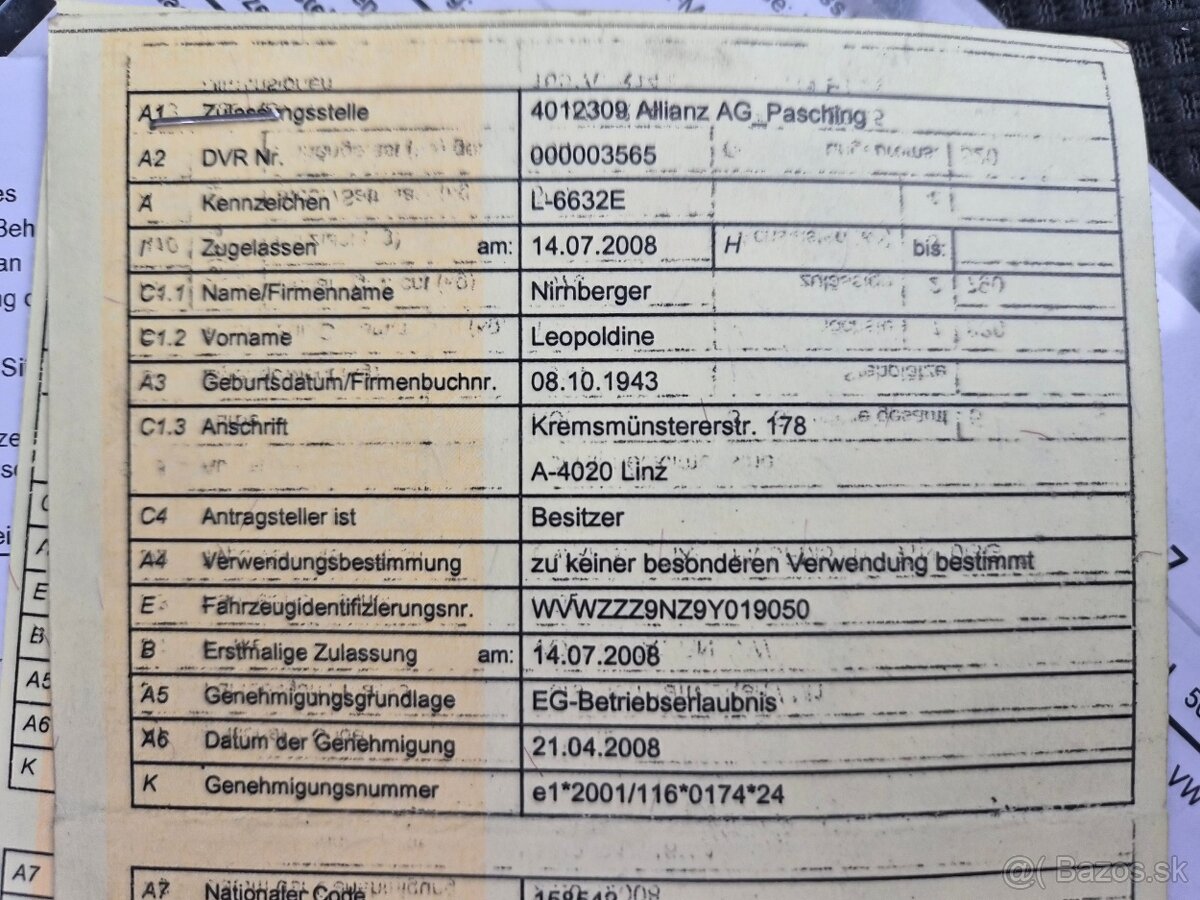 A1 Zulassungsstelle 4012309 Allianz AG_Pasching
A2 DVR Nr. 000003565
A Kennzeichen L-6632E
I Zugelassen am: 14.07.2008 H bis:
C1.1 Name/Firmenname Nirnberger
C1.2 Vorname Leopoldine
A3 Geburtsdatum/Firmenbuchnr. 08.10.1943
C1.3 Anschrift Kremsmünstererstr. 178
A-4020 Linz
C4 Antragsteller ist Besitzer
A4 Verwendungsbestimmung zu keiner besonderen Verwendung bestimmt
E Fahrzeugidentifizierungsnr. WVWZZZ9NZ9Y019050
B Erstmalige Zulassung am: 14.07.2008
A5 Genehmigungsgrundlage EG-Betriebserlaubnis
A6 Datum der Genehmigung 21.04.2008
K Genehmigungsnummer e1*2001/116*0174*24
A7 Nationaler Code
E
B
A5
A6
K
A7
VW
Bazos.sk